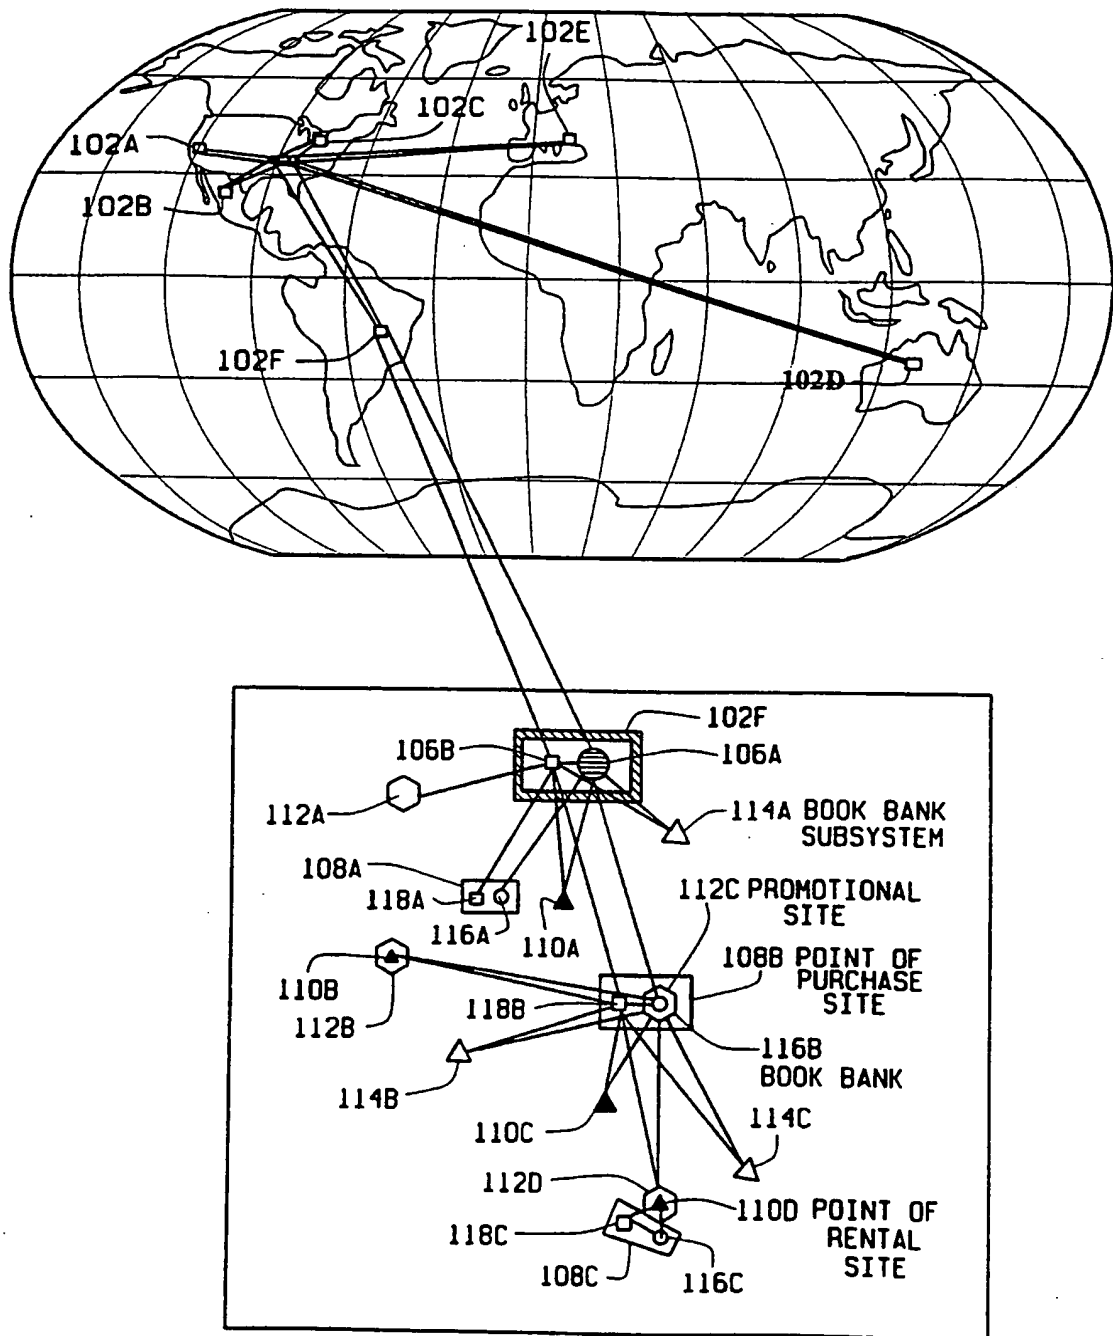 102E
102C
102A
102B
102F
102D
102F
106B
106A
112A
114A BOOK BANK
SUBSYSTEM
108A
118A
116A
110A
112C PROMOTIONAL
SITE
110B
112B
118B
108B POINT OF
PURCHASE
SITE
116B
BOOK BANK
114B
110C
114C
112D
110D POINT OF
RENTAL
SITE
118C
108C
116C